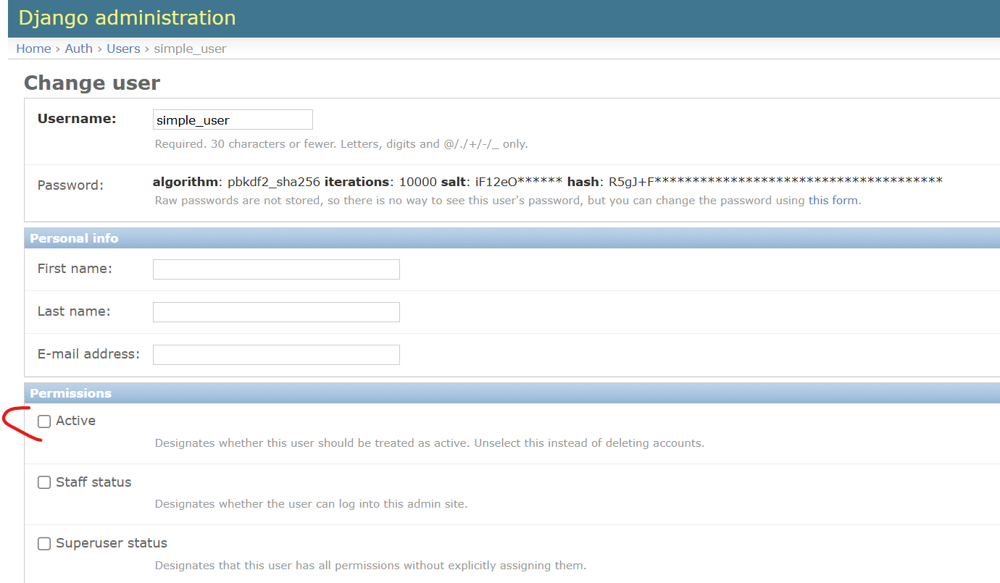 Django administration
Home › Auth › Users › simple_user
Change user
Username: simple_user
Required. 30 characters or fewer. Letters, digits and @/./+/-/_ only.
Password: algorithm: pbkdf2_sha256 iterations: 10000 salt: iF12eO****** hash: R5gJ+F**************************************
Raw passwords are not stored, so there is no way to see this user's password, but you can change the password using this form.
Personal info
First name:
Last name:
E-mail address:
Permissions
Active
Designates whether this user should be treated as active. Unselect this instead of deleting accounts.
Staff status
Designates whether the user can log into this admin site.
Superuser status
Designates that this user has all permissions without explicitly assigning them.